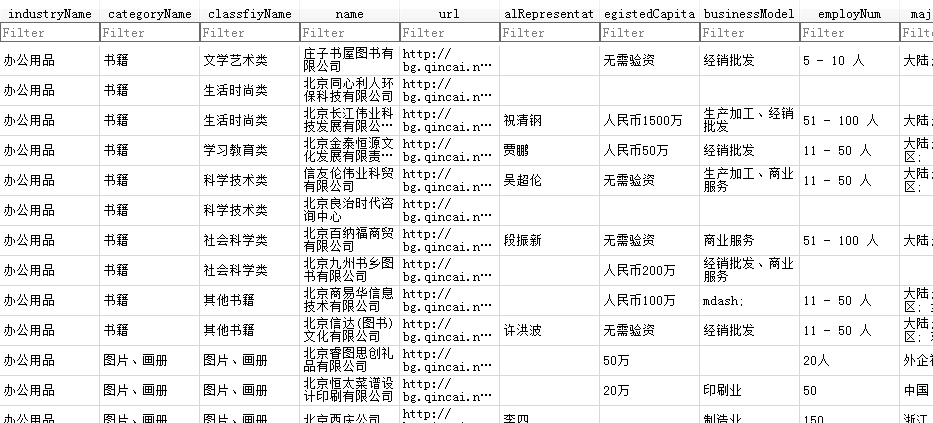 industryName categoryName classfiyName name url alRepresentat egistedCapita businessModel employNum maj
Filter Filter Filter Filter Filter Filter Filter Filter Filter Filt
办公用品 书籍 文学艺术类 庄子书屋图书有限公司 http://bg.qincai.n… 无需验资 经销批发 5 - 10 人 大陆
办公用品 书籍 生活时尚类 北京同心利人环保科技有限公司 http://bg.qincai.n…
办公用品 书籍 生活时尚类 北京长江伟业科技发展有限公… http://bg.qincai.n… 祝清钢 人民币1500万 生产加工、经销批发 51 - 100 人 大陆
办公用品 书籍 学习教育类 北京金泰恒源文化发展有限责… http://bg.qincai.n… 贾鹏 人民币50万 经销批发 11 - 50 人 大陆 区;
办公用品 书籍 科学技术类 信友伦伟业科贸有限公司 http://bg.qincai.n… 吴超伦 无需验资 生产加工、商业服务 11 - 50 人 大陆 区;
办公用品 书籍 科学技术类 北京良治时代咨询中心 http://bg.qincai.n…
办公用品 书籍 社会科学类 北京百纳福商贸有限公司 http://bg.qincai.n… 段振新 无需验资 商业服务 51 - 100 人 大陆
办公用品 书籍 社会科学类 北京九州书乡图书有限公司 http://bg.qincai.n… 人民币200万 经销批发、商业服务
办公用品 书籍 其他书籍 北京商易华信息技术有限公司 http://bg.qincai.n… 人民币100万 mdash; 11 - 50 人 大陆 区;
办公用品 书籍 其他书籍 北京信达(图书)文化有限公司 http://bg.qincai.n… 许洪波 无需验资 经销批发 11 - 50 人 大陆 区;
办公用品 图片、画册 图片、画册 北京睿图思创礼品有限公司 http://bg.qincai.n… 50万 20人 外企
办公用品 图片、画册 图片、画册 北京恒太菜谱设计印刷有限公司 http://bg.qincai.n… 20万 印刷业 50 中国
办公用品 图片、画册 图片、画册 北京西庆公司 http:// 李四 制造业 150 浙江